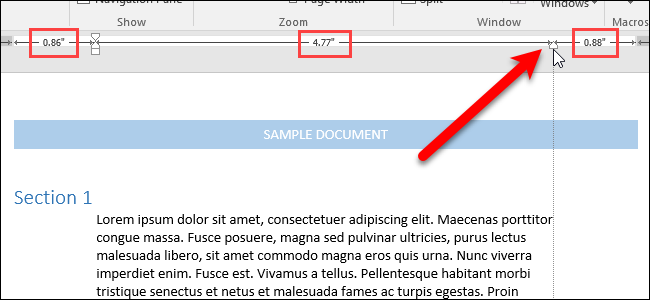 Navigation Pane
Page Width
Split
Windows
Show
Zoom
Window
Macros
0.86"
4.77"
0.88"
SAMPLE DOCUMENT
Section 1
Lorem ipsum dolor sit amet, consectetuer adipiscing elit. Maecenas porttitor
congue massa. Fusce posuere, magna sed pulvinar ultricies, purus lectus
malesuada libero, sit amet commodo magna eros quis urna. Nunc viverra
imperdiet enim. Fusce est. Vivamus a tellus. Pellentesque habitant morbi
tristique senectus et netus et malesuada fames ac turpis egestas. Proin